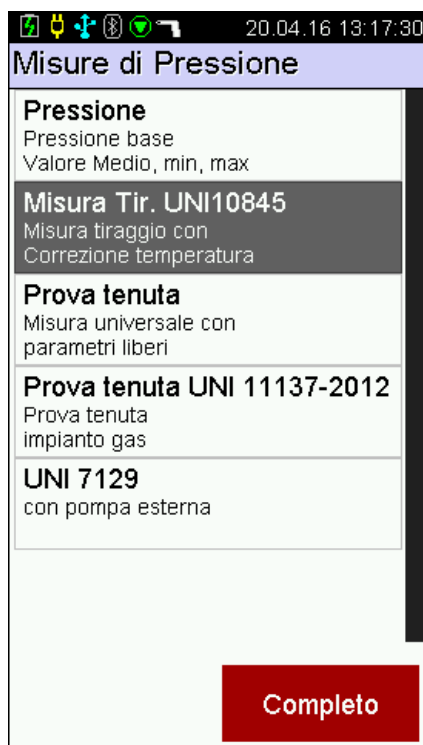 20.04.16 13:17:30
Misure di Pressione
Pressione
Pressione base
Valore Medio, min, max
Misura Tir. UNI10845
Misura tiraggio con
Correzione temperatura
Prova tenuta
Misura universale con
parametri liberi
Prova tenuta UNI 11137-2012
Prova tenuta
impianto gas
UNI 7129
con pompa esterna
Completo